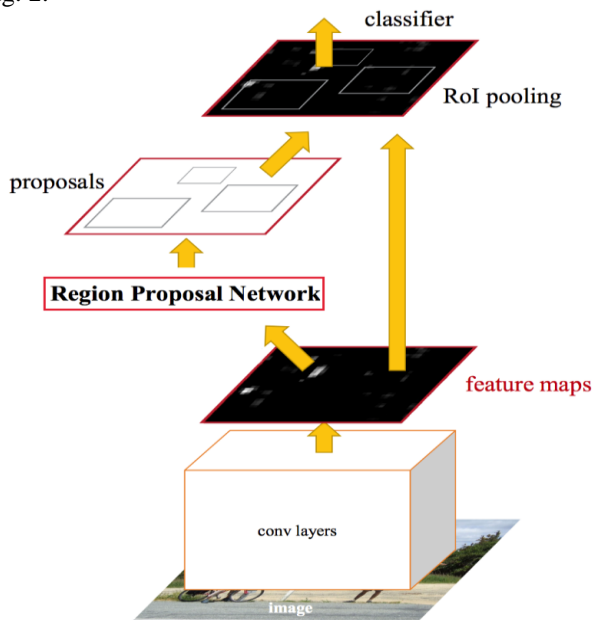 classifier
RoI pooling
proposals
Region Proposal Network
feature maps
conv layers
image